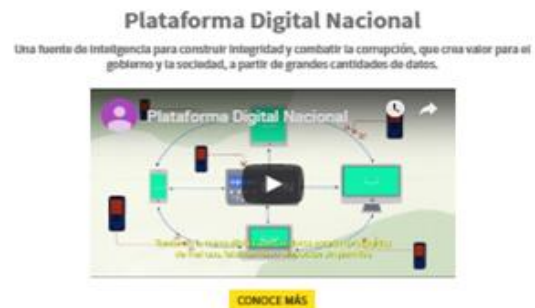 Plataforma Digital Nacional
Una fuente de inteligencia para construir integridad y combatir la corrupción, que crea valor para el
gobierno y la sociedad, a partir de grandes cantidades de datos.
Plataforma Digital Nacional
CONOCE MÁS